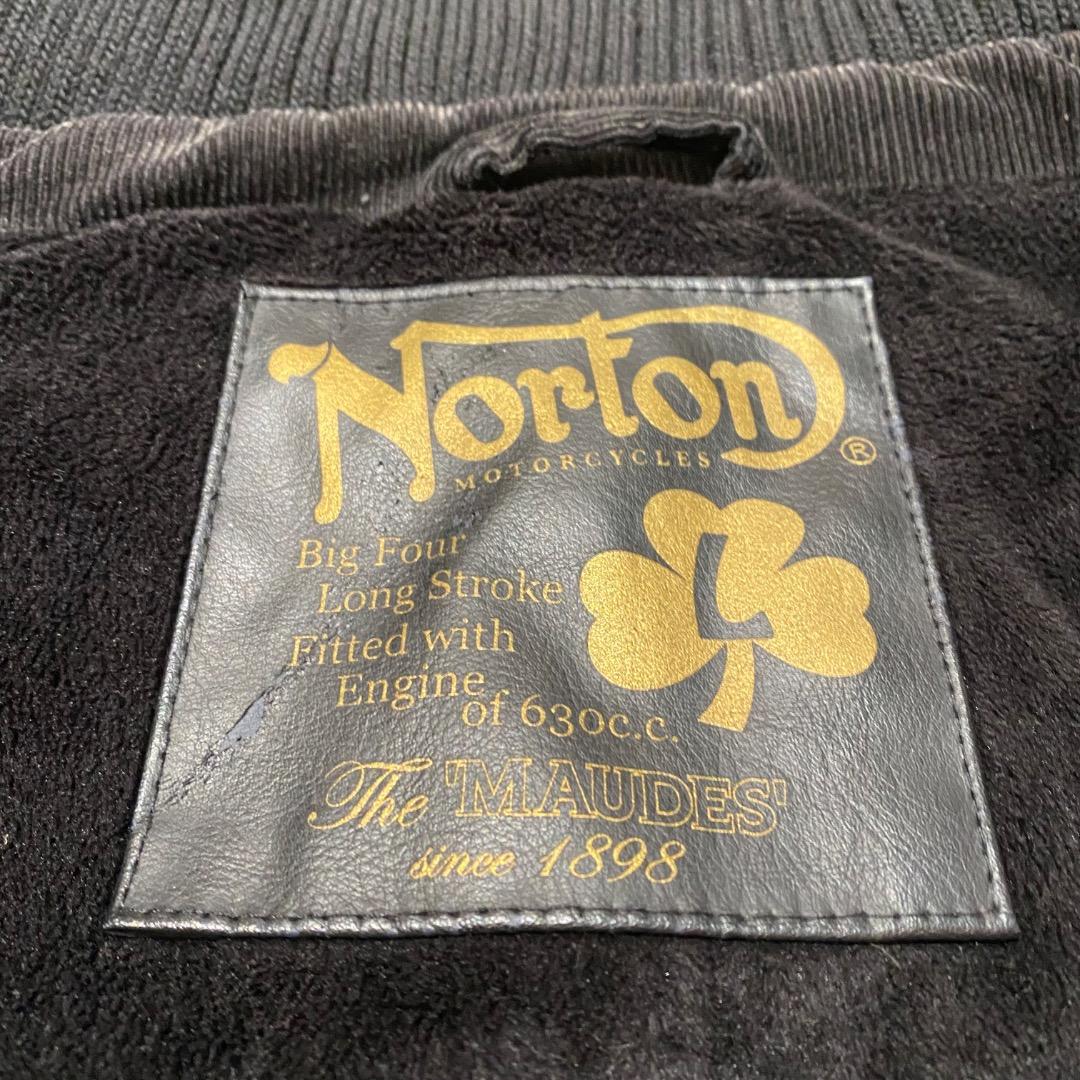 Norton®
MOTORCYCLES
Big Four
Long Stroke
Fitted with
Engine
of 630c.c.
L
The 'MAUDES'
since 1898